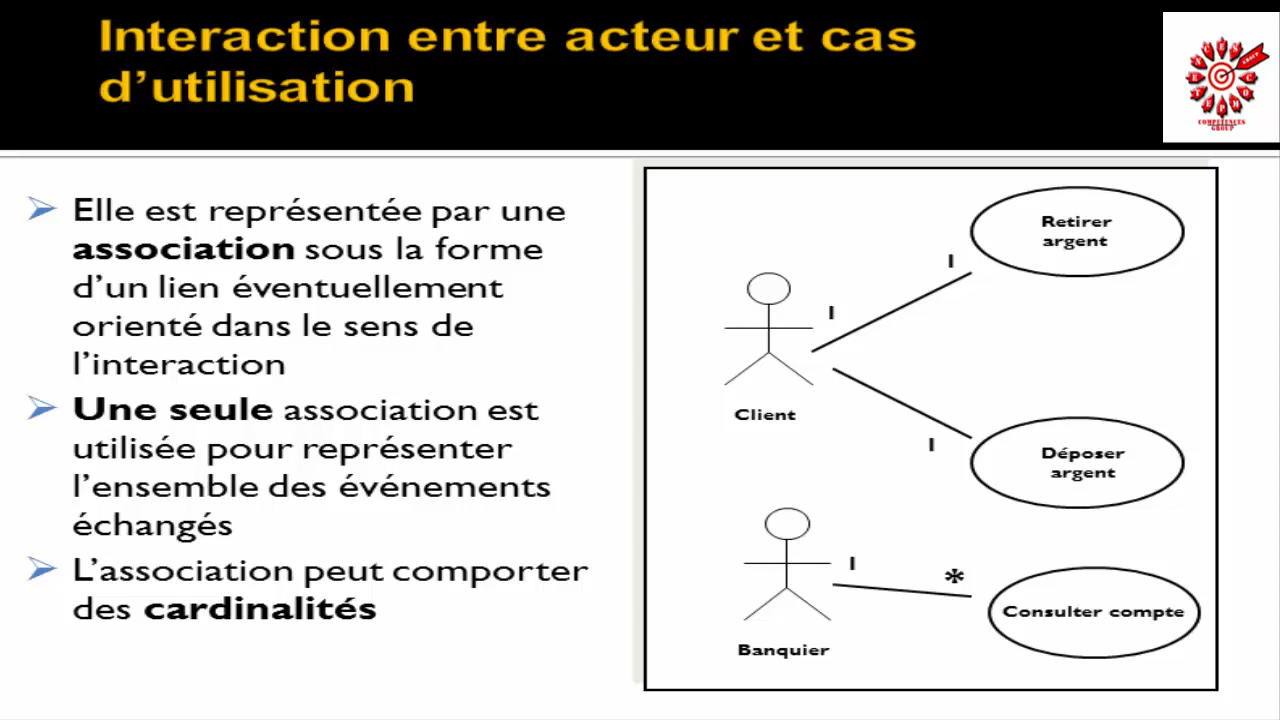 Interaction entre acteur et cas
d’utilisation
COMPÉTENCES
GROUP
Elle est représentée par une
association sous la forme
d’un lien éventuellement
orienté dans le sens de
l’interaction
Une seule association est
utilisée pour représenter
l’ensemble des événements
échangés
L’association peut comporter
des cardinalités
Retirer
argent
1
1
Client
1
Déposer
argent
1
*
Consulter compte
Banquier